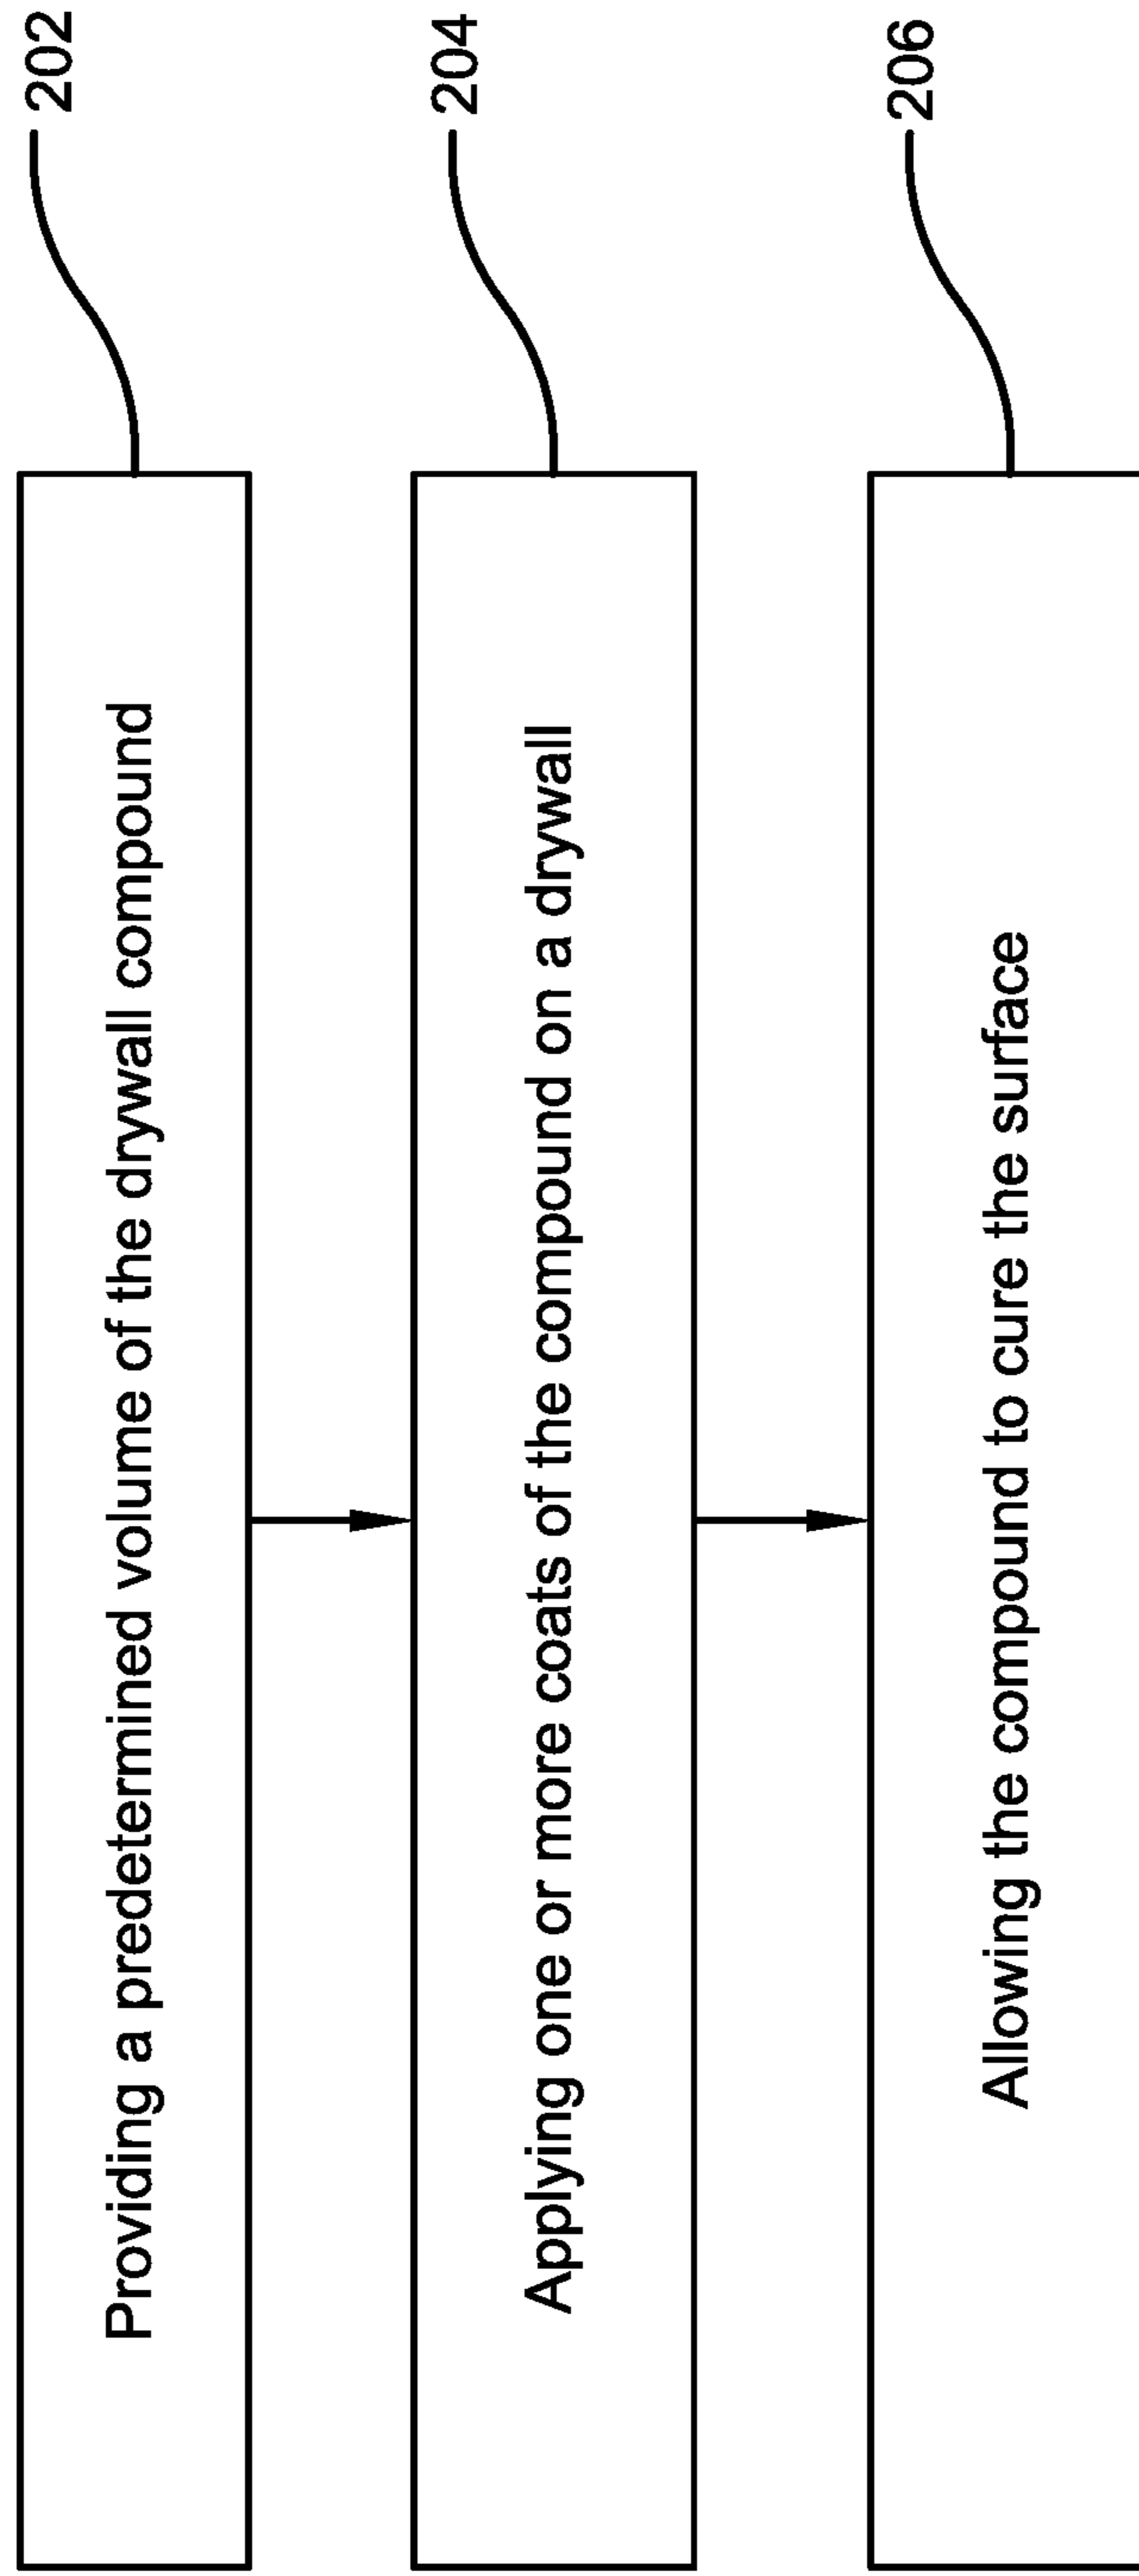 Providing a predetermined volume of the drywall compound
202
Applying one or more coats of the compound on a drywall
204
Allowing the compound to cure the surface
206